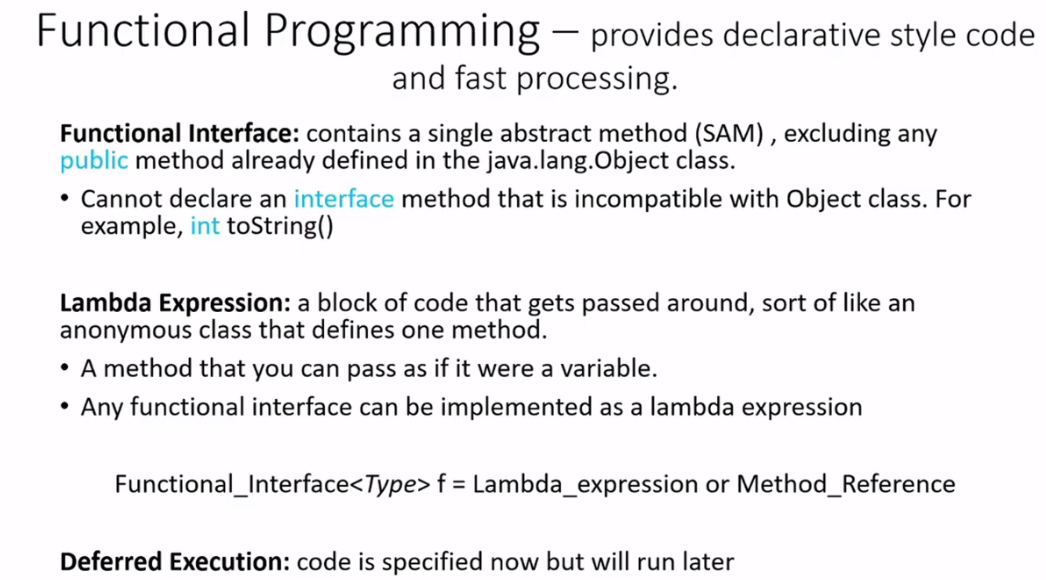 Functional Programming – provides declarative style code
and fast processing.
Functional Interface: contains a single abstract method (SAM) , excluding any
public method already defined in the java.lang.Object class.
• Cannot declare an interface method that is incompatible with Object class. For
example, int toString()
Lambda Expression: a block of code that gets passed around, sort of like an
anonymous class that defines one method.
• A method that you can pass as if it were a variable.
• Any functional interface can be implemented as a lambda expression
Functional_Interface<Type> f = Lambda_expression or Method_Reference
Deferred Execution: code is specified now but will run later